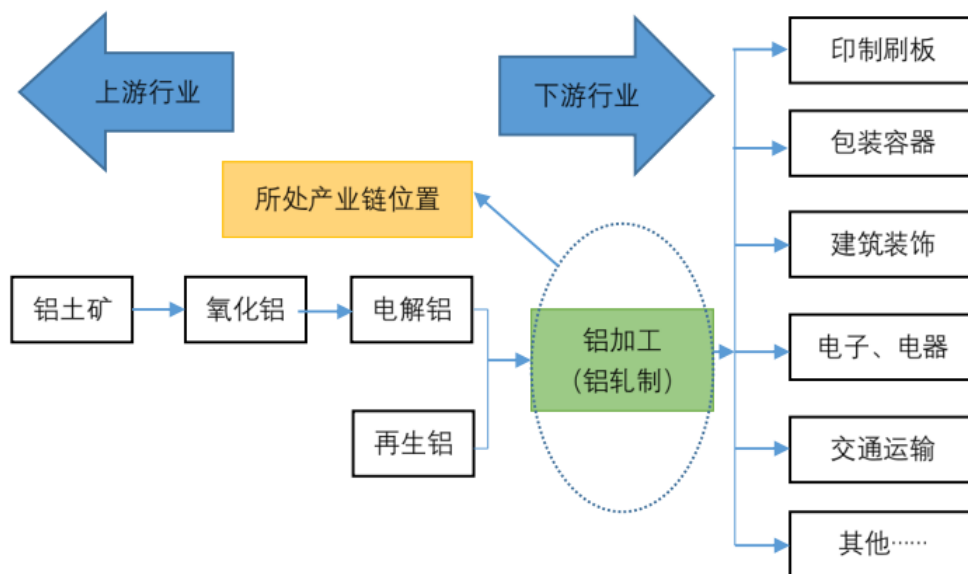 上游行业
下游行业
所处产业链位置
铝土矿
氧化铝
电解铝
再生铝
铝加工
（铝轧制）
印制刷板
包装容器
建筑装饰
电子、电器
交通运输
其他……